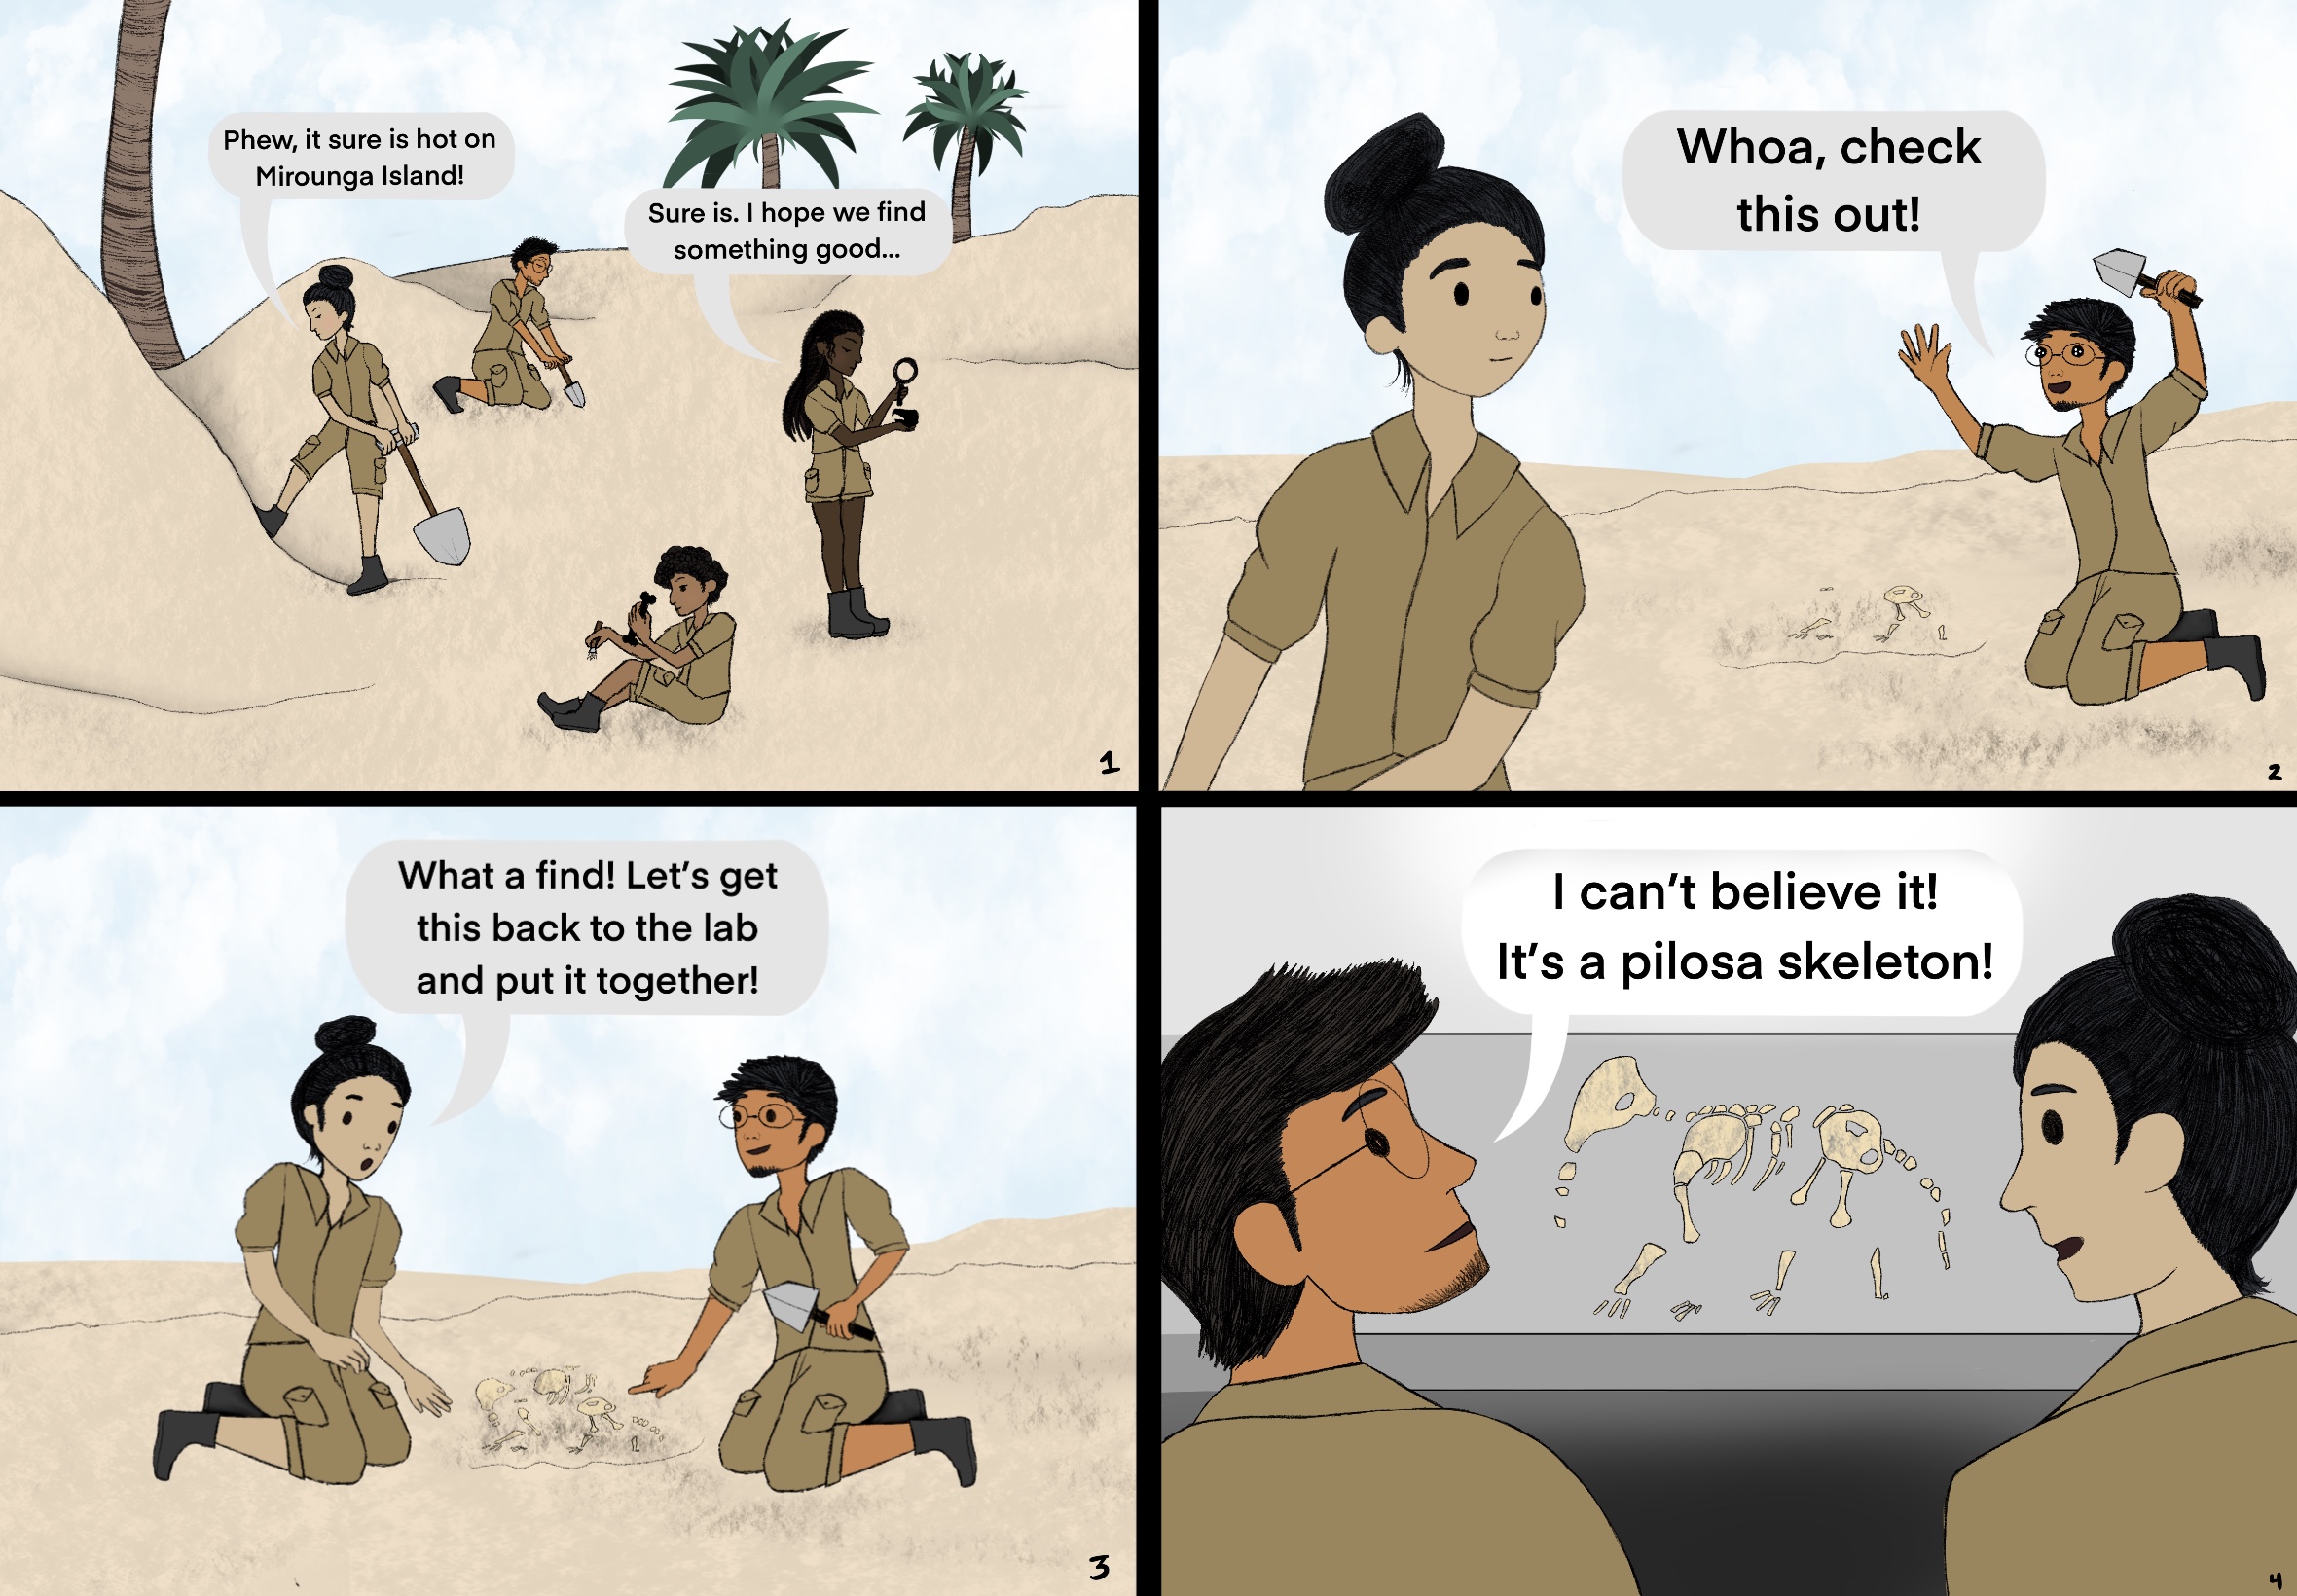 Phew, it sure is hot on
Mirounga Island!
Sure is. I hope we find
something good...
1
Whoa, check
this out!
2
What a find! Let's get
this back to the lab
and put it together!
3
I can't believe it!
It's a pilosa skeleton!
4